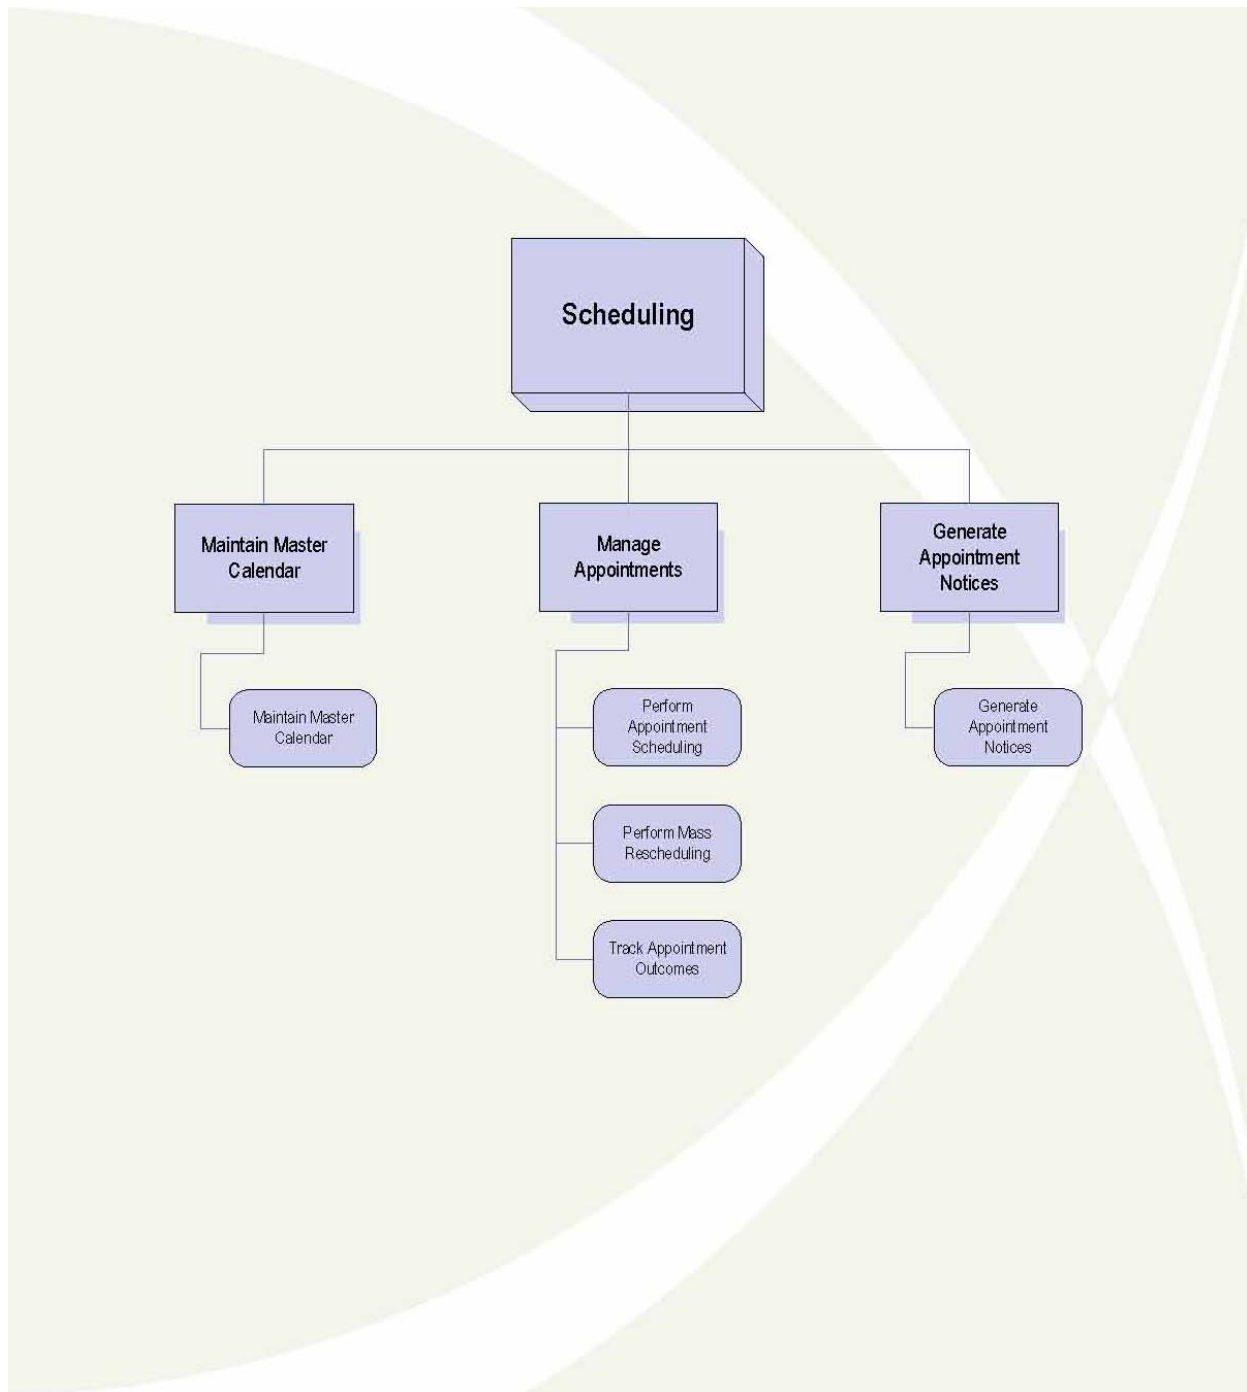 Scheduling
Maintain Master
Calendar
Manage
Appointments
Generate
Appointment
Notices
Maintain Master
Calendar
Perform
Appointment
Scheduling
Generate
Appointment
Notices
Perform Mass
Rescheduling
Track Appointment
Outcomes